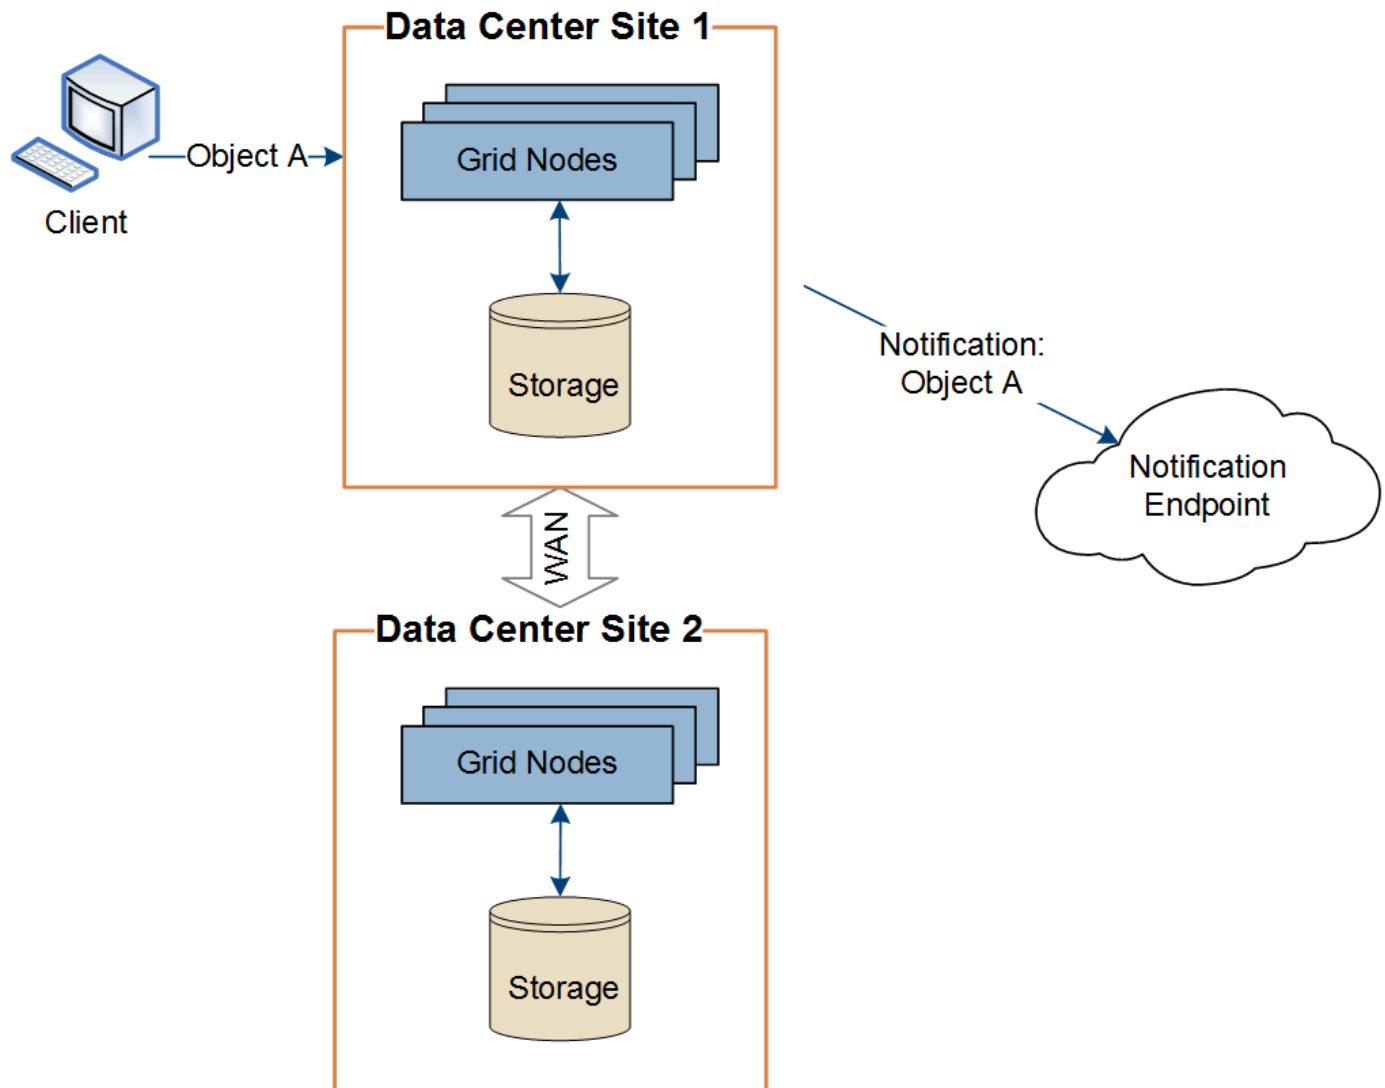 Data Center Site 1
Object A
Client
Grid Nodes
Storage
Notification:
Object A
Notification
Endpoint
WAN
Data Center Site 2
Grid Nodes
Storage